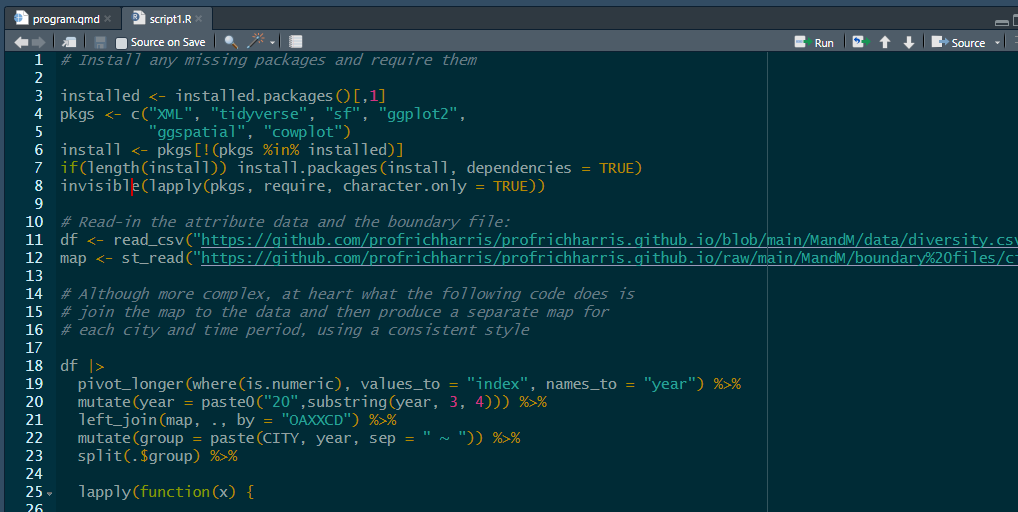 program.qmd script1.R
Source on Save Run Source
1 # Install any missing packages and require them
2
3 installed <- installed.packages()[,1]
4 pkgs <- c("XML", "tidyverse", "sf", "ggplot2",
5 "ggspatial", "cowplot")
6 install <- pkgs[!(pkgs %in% installed)]
7 if(length(install)) install.packages(install, dependencies = TRUE)
8 invisible(lapply(pkgs, require, character.only = TRUE))
9
10 # Read-in the attribute data and the boundary file:
11 df <- read_csv("https://github.com/profrichharris/profrichharris.github.io/blob/main/MandM/data/diversity.csv
12 map <- st_read("https://github.com/profrichharris/profrichharris.github.io/raw/main/MandM/boundary%20files/
13
14 # Although more complex, at heart what the following code does is
15 # join the map to the data and then produce a separate map for
16 # each city and time period, using a consistent style
17
18 df |>
19 pivot_longer(where(is.numeric), values_to = "index", names_to = "year") %>%
20 mutate(year = paste0("20",substring(year, 3, 4))) %>%
21 left_join(map, ., by = "OAXXCD") %>%
22 mutate(group = paste(CITY, year, sep = " ~ ")) %>%
23 split(.$group) %>%
24
25 lapply(function(x) {
26